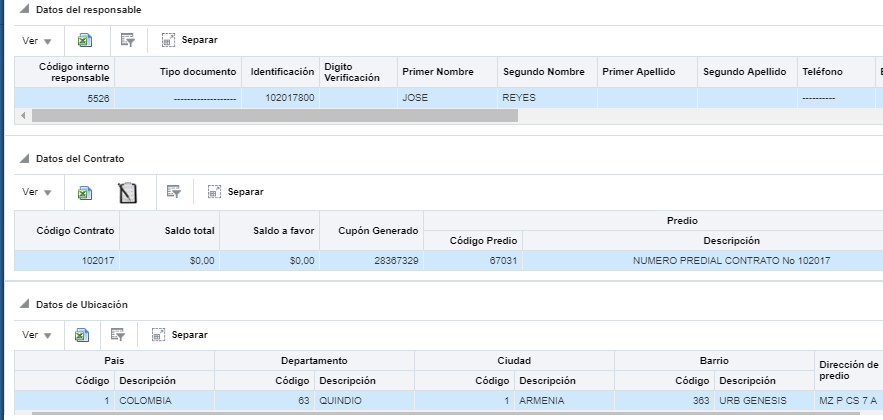 Datos del responsable
Ver Separar
Código interno responsable Tipo documento Identificación Digito Verificación Primer Nombre Segundo Nombre Primer Apellido Segundo Apellido Teléfono
5526 ------------------ 102017800 JOSE REYES ----------
Datos del Contrato
Ver Separar
Predio
Código Contrato Saldo total Saldo a favor Cupón Generado Código Predio Descripción
102017 $0,00 $0,00 28367329 67031 NUMERO PREDIAL CONTRATO No 102017
Datos de Ubicación
Ver Separar
País Departamento Ciudad Barrio Dirección de predio
Código Descripción Código Descripción Código Descripción Código Descripción
1 COLOMBIA 63 QUINDIO 1 ARMENIA 363 URB GENESIS MZ P CS 7 A